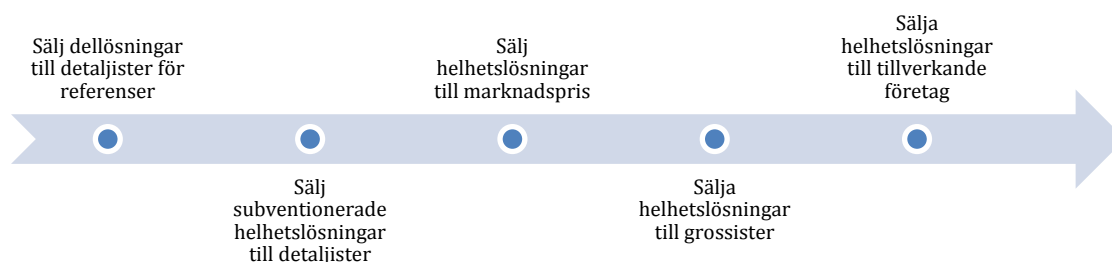 Sälj dellösningar
till detaljister för
referenser
Sälj
subventionerade
helhetslösningar
till detaljister
Sälj
helhetslösningar
till marknadspris
Sälja
helhetslösningar
till grossister
Sälja
helhetslösningar
till tillverkande
företag